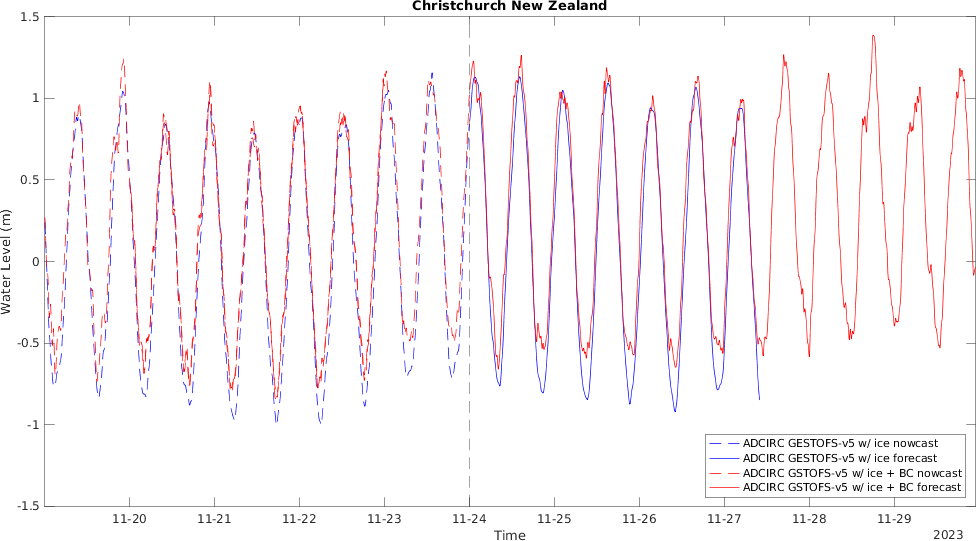 Christchurch New Zealand
1.5
1
0.5
0
-0.5
-1
-1.5
Water Level (m)
ADCIRC GESTOFS-v5 w/ ice nowcast
ADCIRC GESTOFS-v5 w/ ice forecast
ADCIRC GSTOFS-v5 w/ ice + BC nowcast
ADCIRC GSTOFS-v5 w/ ice + BC forecast
11-20 11-21 11-22 11-23 11-24 11-25 11-26 11-27 11-28 11-29
Time
2023